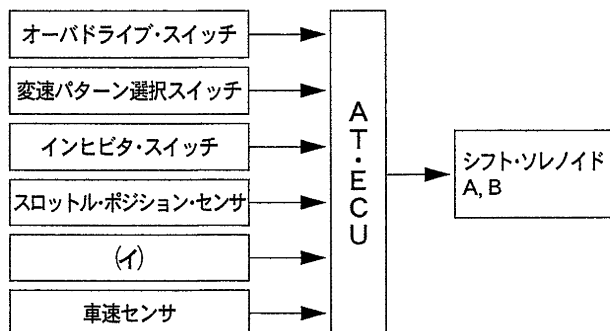 オーバドライブ・スイッチ
変速パターン選択スイッチ
インヒビタ・スイッチ
スロットル・ポジション・センサ
(イ)
車速センサ
AT・ECU
シフト・ソレノイド
A, B